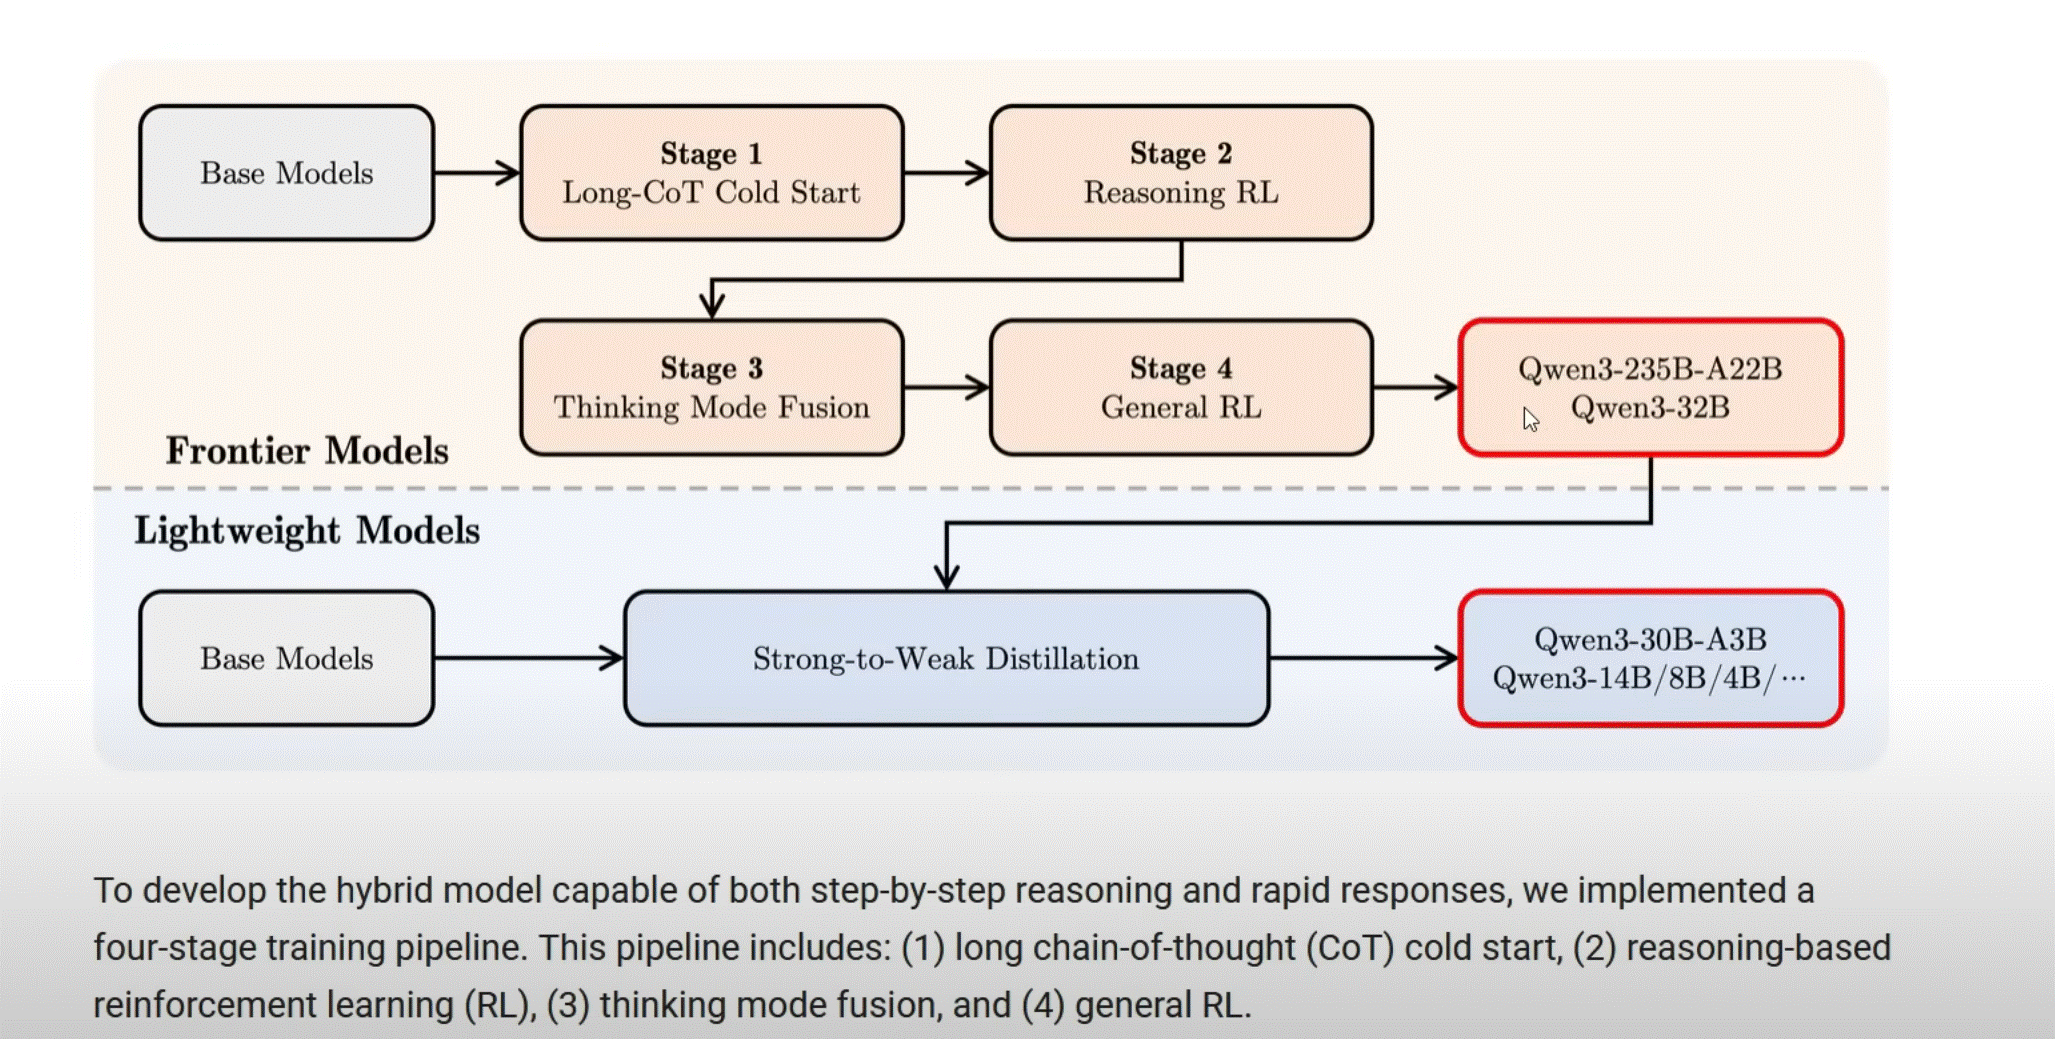 Base Models
Stage 1
Long-CoT Cold Start
Stage 2
Reasoning RL
Stage 3
Thinking Mode Fusion
Stage 4
General RL
Qwen3-235B-A22B
Qwen3-32B
Frontier Models
Lightweight Models
Base Models
Strong-to-Weak Distillation
Qwen3-30B-A3B
Qwen3-14B/8B/4B/···
To develop the hybrid model capable of both step-by-step reasoning and rapid responses, we implemented a
four-stage training pipeline. This pipeline includes: (1) long chain-of-thought (CoT) cold start, (2) reasoning-based
reinforcement learning (RL), (3) thinking mode fusion, and (4) general RL.